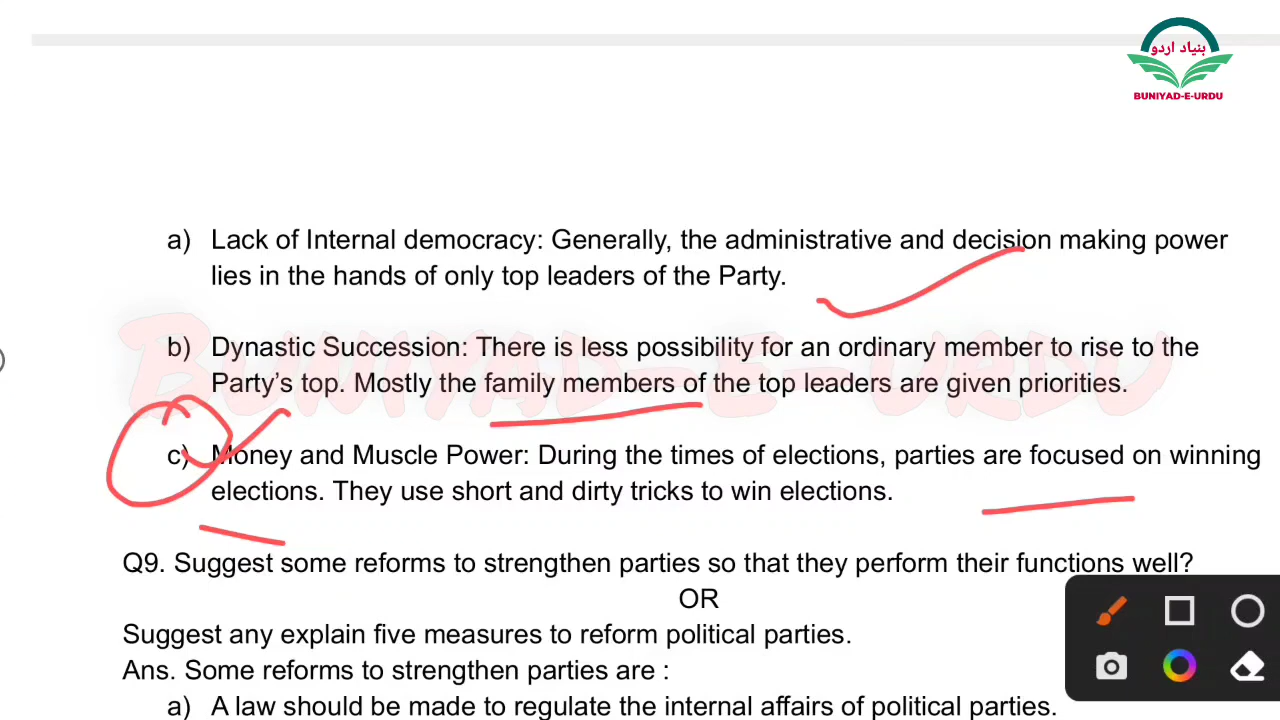 بنیاد اردو
BUNIYAD-E-URDU
a) Lack of Internal democracy: Generally, the administrative and decision making power
lies in the hands of only top leaders of the Party.
BUNIYAD-E-URDU
b) Dynastic Succession: There is less possibility for an ordinary member to rise to the
Party’s top. Mostly the family members of the top leaders are given priorities.
c) Money and Muscle Power: During the times of elections, parties are focused on winning
elections. They use short and dirty tricks to win elections.
Q9. Suggest some reforms to strengthen parties so that they perform their functions well?
OR
Suggest any explain five measures to reform political parties.
Ans. Some reforms to strengthen parties are :
a) A law should be made to regulate the internal affairs of political parties.